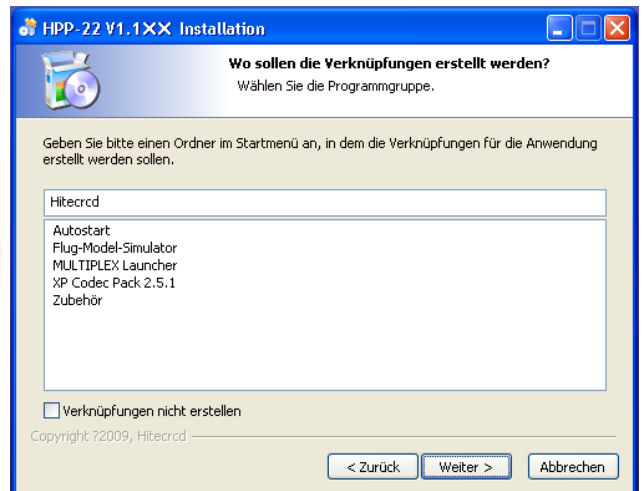 HPP-22 V1.1XX Installation
Wo sollen die Verknüpfungen erstellt werden?
Wählen Sie die Programmgruppe.
Geben Sie bitte einen Ordner im Startmenü an, in dem die Verknüpfungen für die Anwendung
erstellt werden sollen.
Hitecrcd
Autostart
Flug-Model-Simulator
MULTIPLEX Launcher
XP Codec Pack 2.5.1
Zubehör
Verknüpfungen nicht erstellen
Copyright ?2009, Hitecrcd
< Zurück
Weiter >
Abbrechen